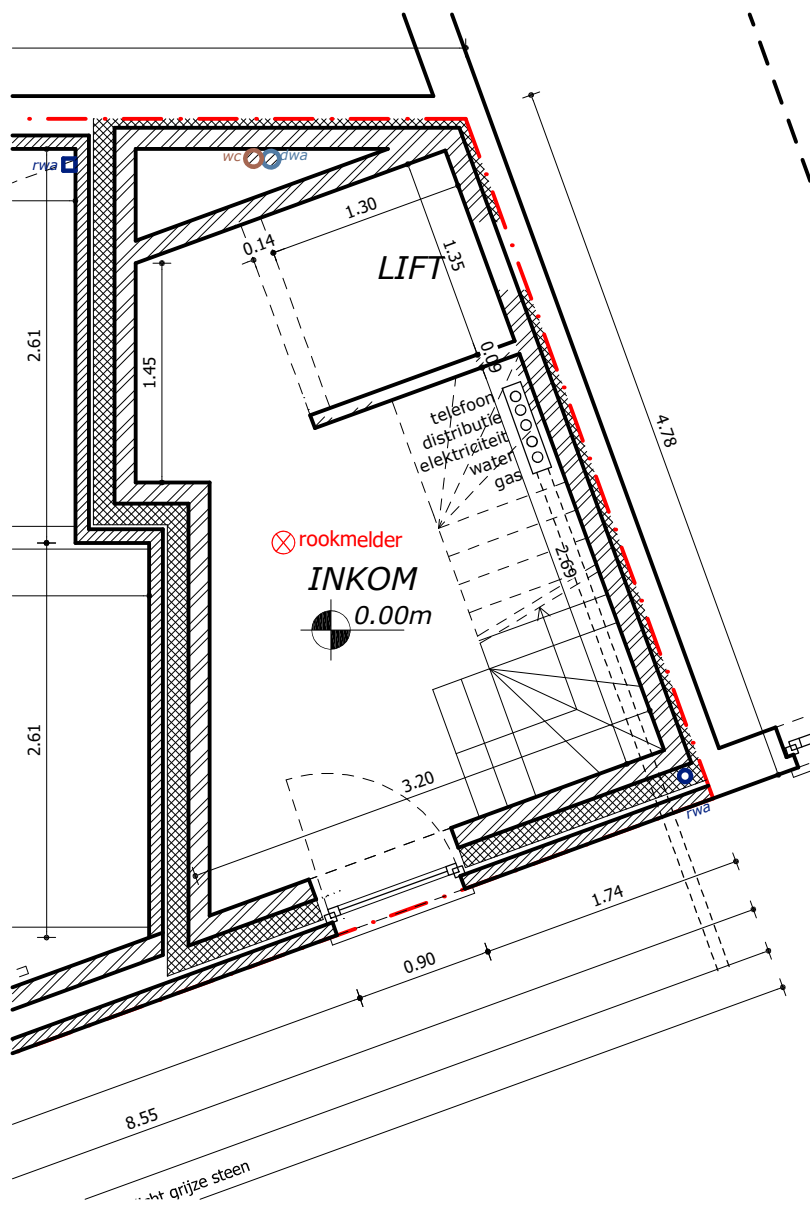 wc
dwa
rwa
1.30
0.14
1.35
LIFT
2.61
1.45
0.09
telefoon
distributie
elektriciteit
water
gas
4.78
rookmelder
2.69
INKOM
0.00m
2.61
3.20
rwa
1.74
0.90
8.55
grijze steen